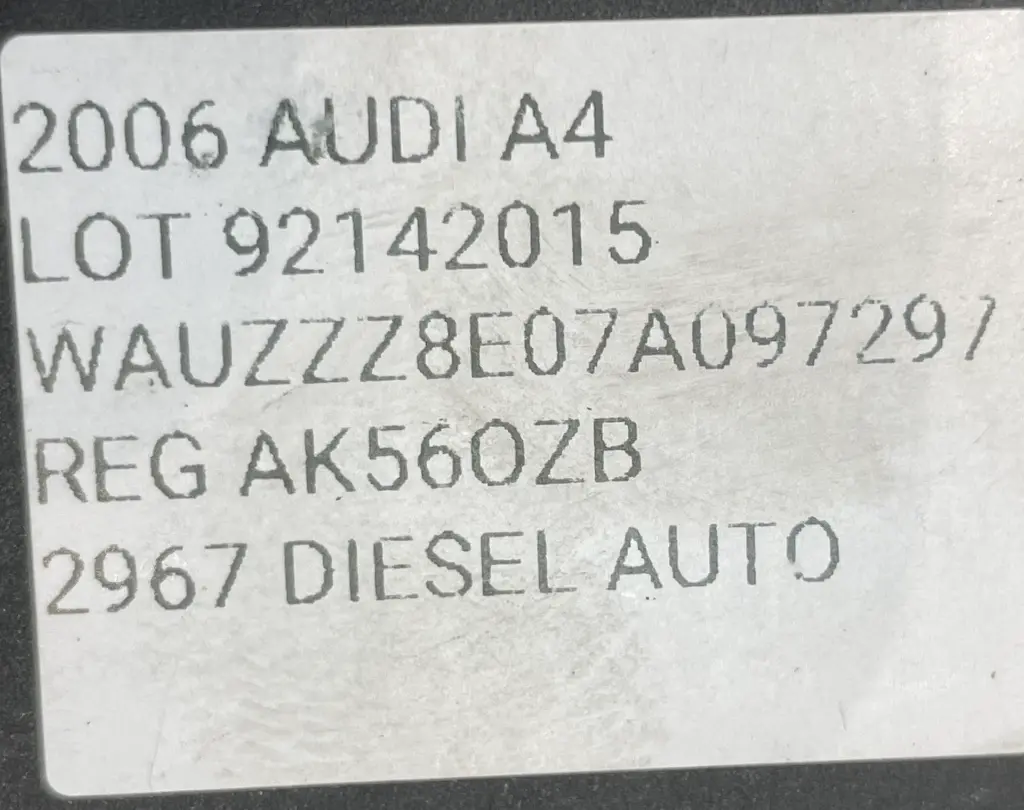 2006 AUDI A4
LOT 92142015
WAUZZZ8E07A097297
REG AK56OZB
2967 DIESEL AUTO